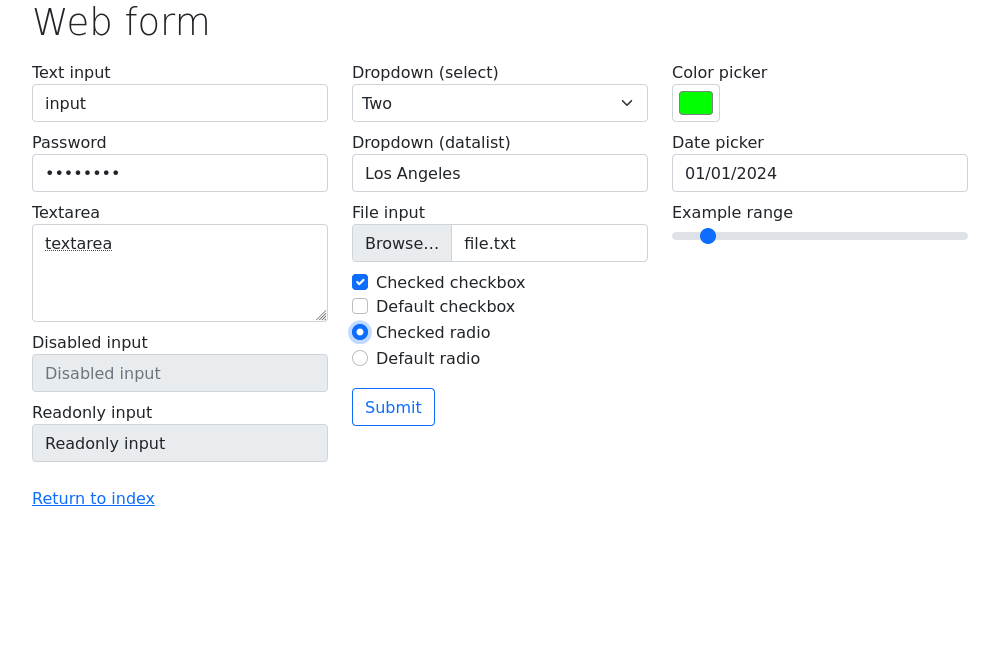 Web form
Text input
input
Password
••••••••
Textarea
textarea
Disabled input
Disabled input
Readonly input
Readonly input
Return to index
Dropdown (select)
Two
Dropdown (datalist)
Los Angeles
File input
Browse... file.txt
Checked checkbox
Default checkbox
Checked radio
Default radio
Submit
Color picker
Date picker
01/01/2024
Example range